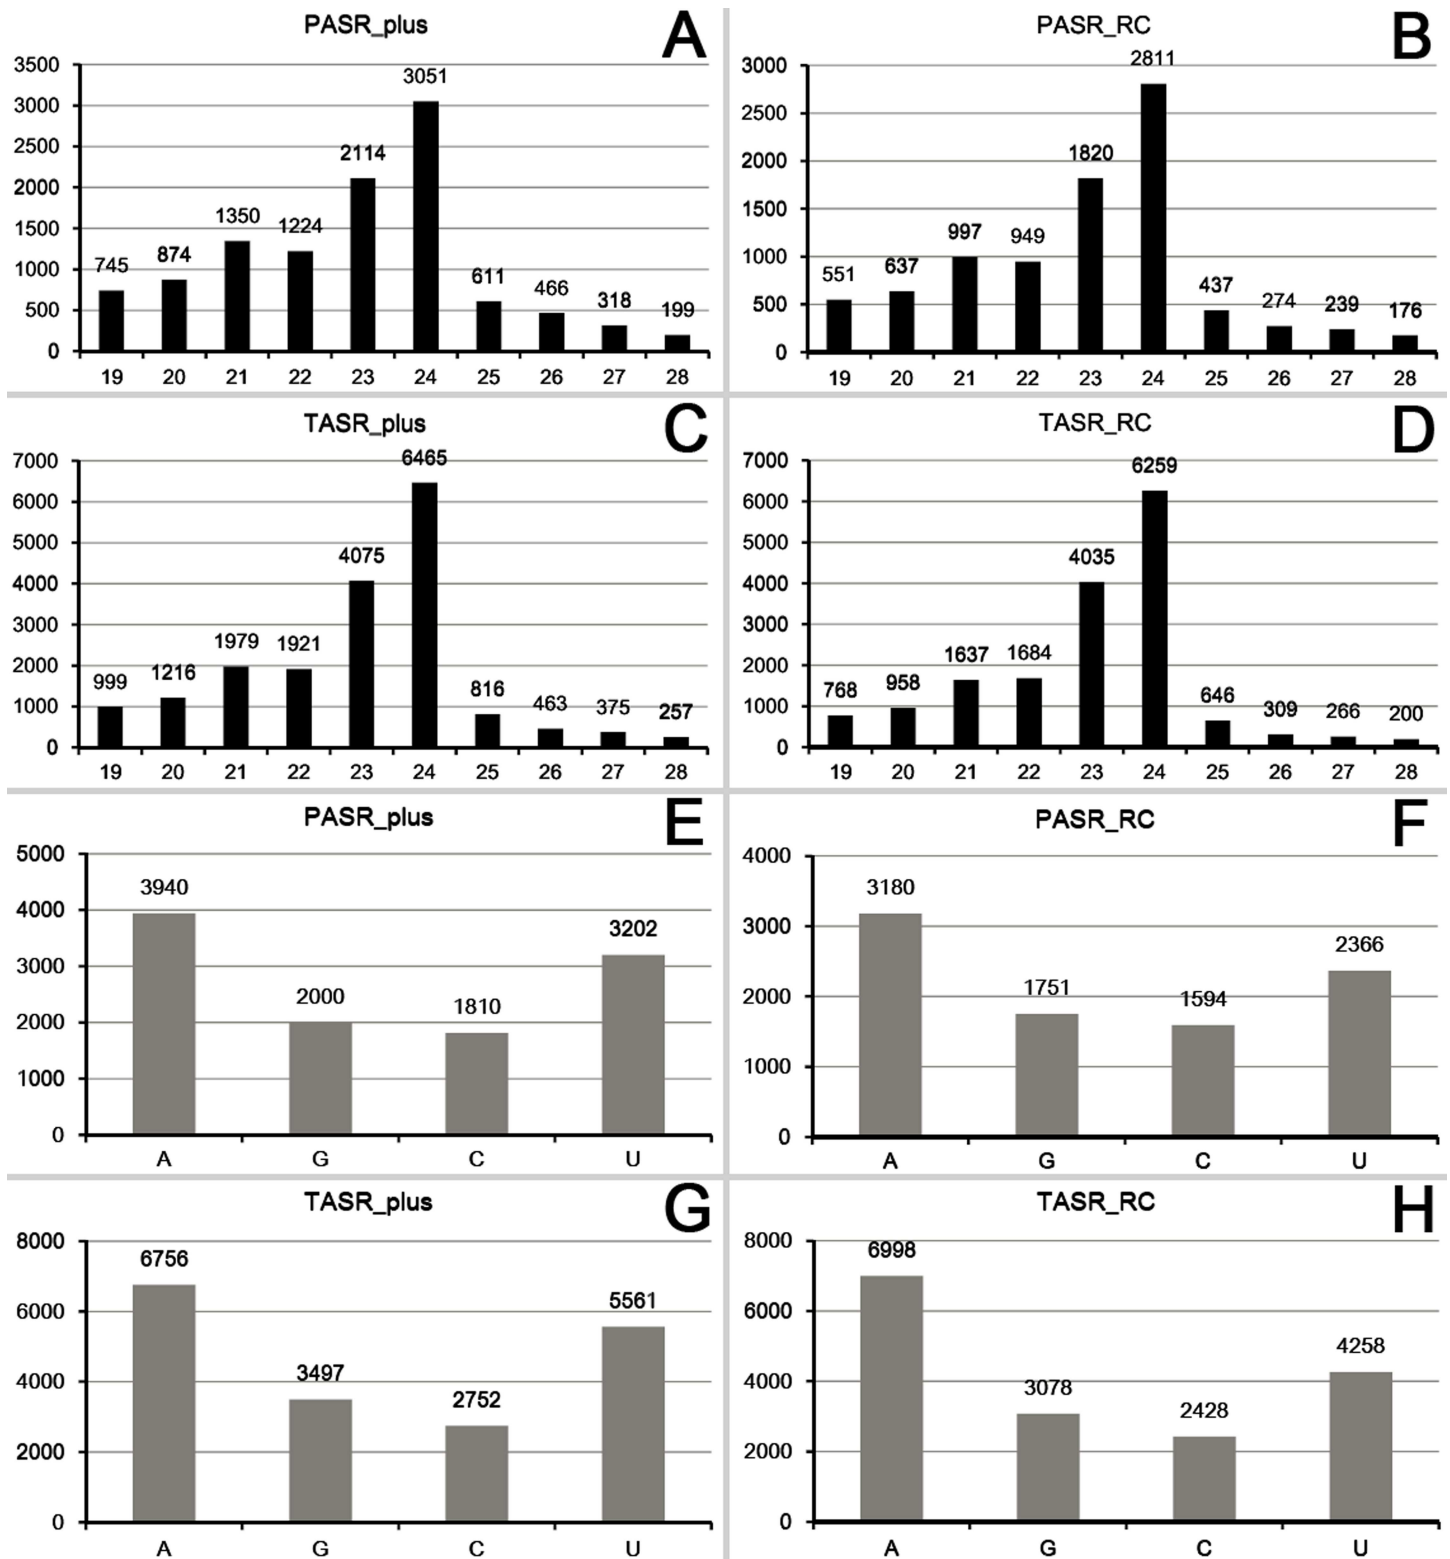 PASR_plus A
3500
3000
2500
2000
1500
1000
500
0
745 874 1350 1224 2114 3051 611 466 318 199
19 20 21 22 23 24 25 26 27 28
PASR_RC B
3000
2500
2000
1500
1000
500
0
551 637 997 949 1820 2811 437 274 239 176
19 20 21 22 23 24 25 26 27 28
TASR_plus C
7000
6000
5000
4000
3000
2000
1000
0
999 1216 1979 1921 4075 6465 816 463 375 257
19 20 21 22 23 24 25 26 27 28
TASR_RC D
7000
6000
5000
4000
3000
2000
1000
0
768 958 1637 1684 4035 6259 646 309 266 200
19 20 21 22 23 24 25 26 27 28
PASR_plus E
5000
4000
3000
2000
1000
0
3940 2000 1810 3202
A G C U
PASR_RC F
4000
3000
2000
1000
0
3180 1751 1594 2366
A G C U
TASR_plus G
8000
6000
4000
2000
0
6756 3497 2752 5561
A G C U
TASR_RC H
8000
6000
4000
2000
0
6998 3078 2428 4258
A G C U